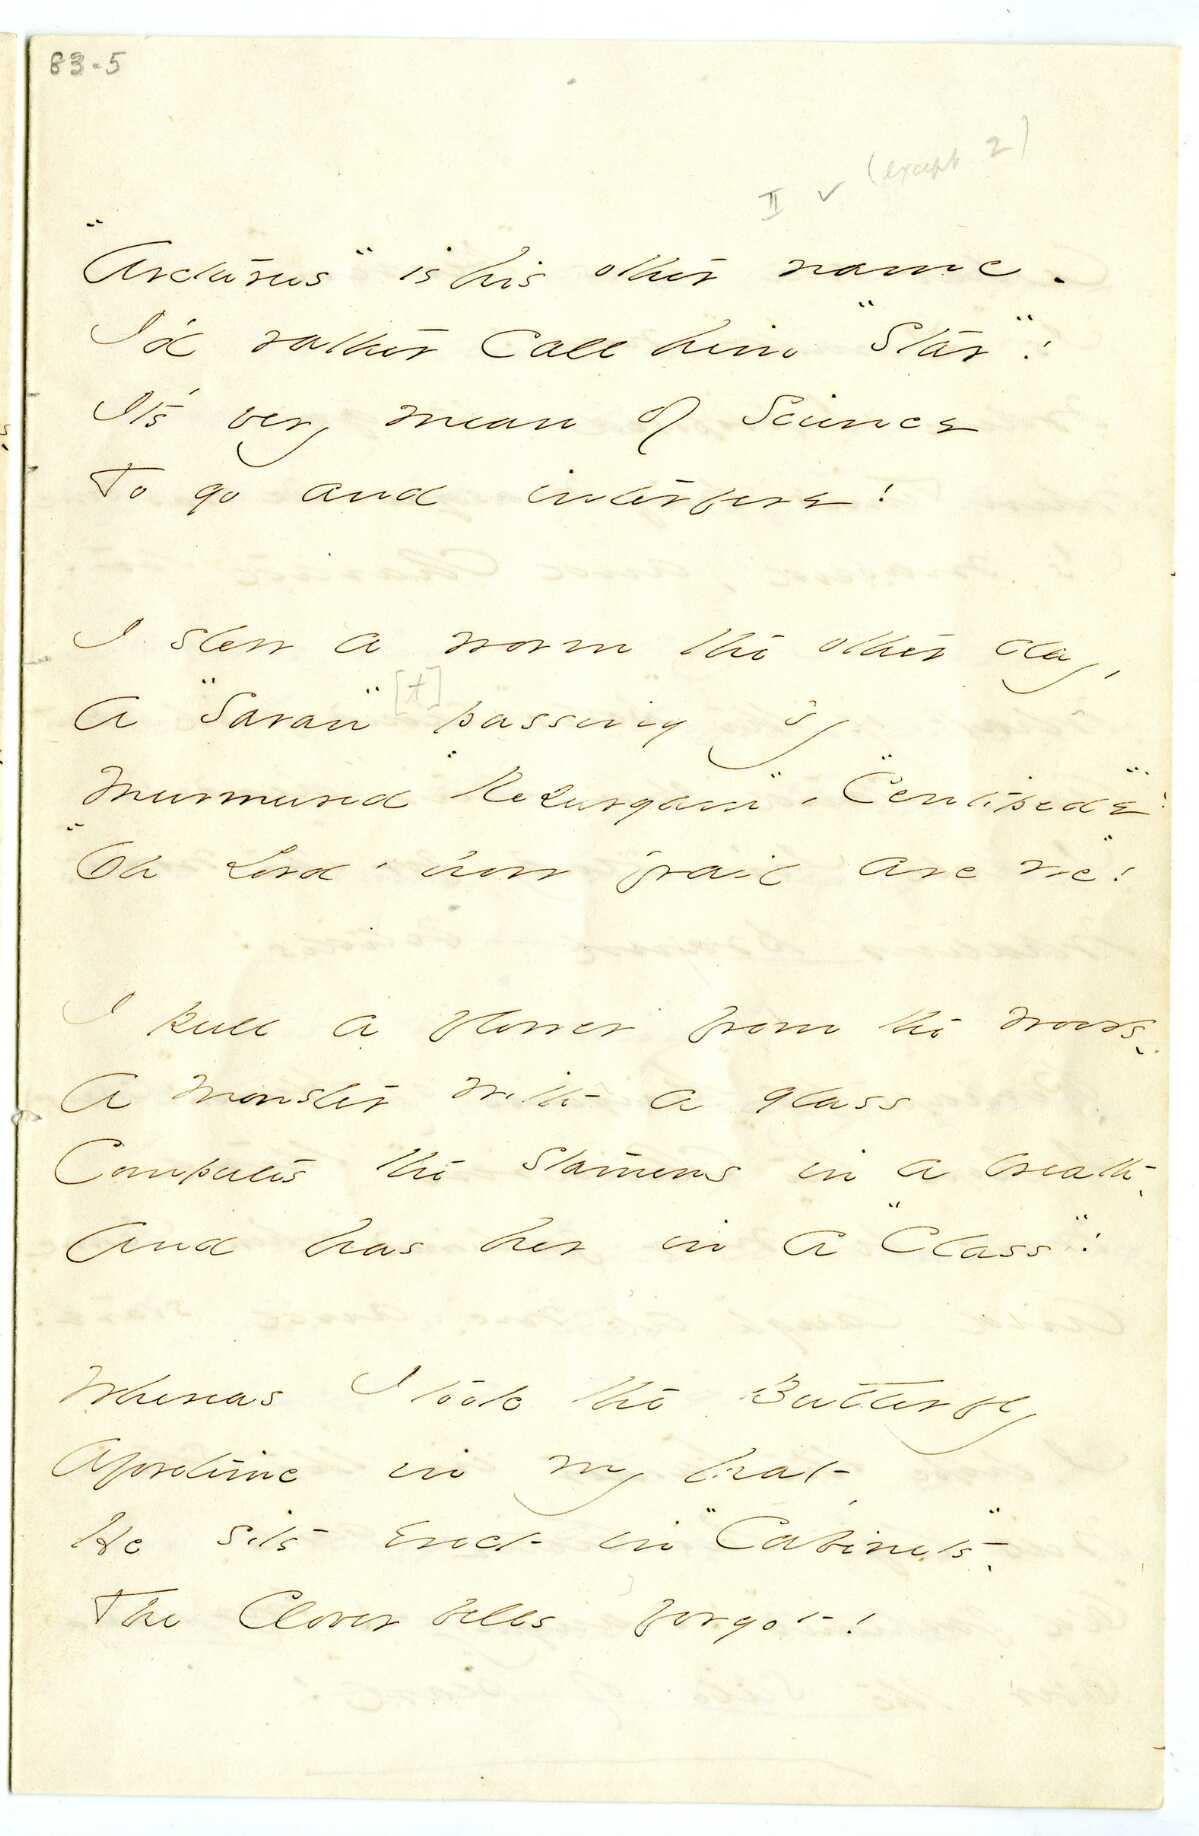 83-5
II ✓ (except 2)
"Arcturus" is his other name -
I'd rather call him "Star"!
It's very mean of Science
To go and interfere!
I slew a worm the other day,
A "Savan" [t] passing by
Murmured "Resurgam" - "Centipede"!
"Oh Lord - how frail are we"!
I pull a flower from the woods -
A monster with a glass
Computes the stamens in a breath -
And has her in a "Class"!
Whereas I took the Butterfly
Aforetime in my hat -
He sits erect in "Cabinets" -
The Clover bells forgot!